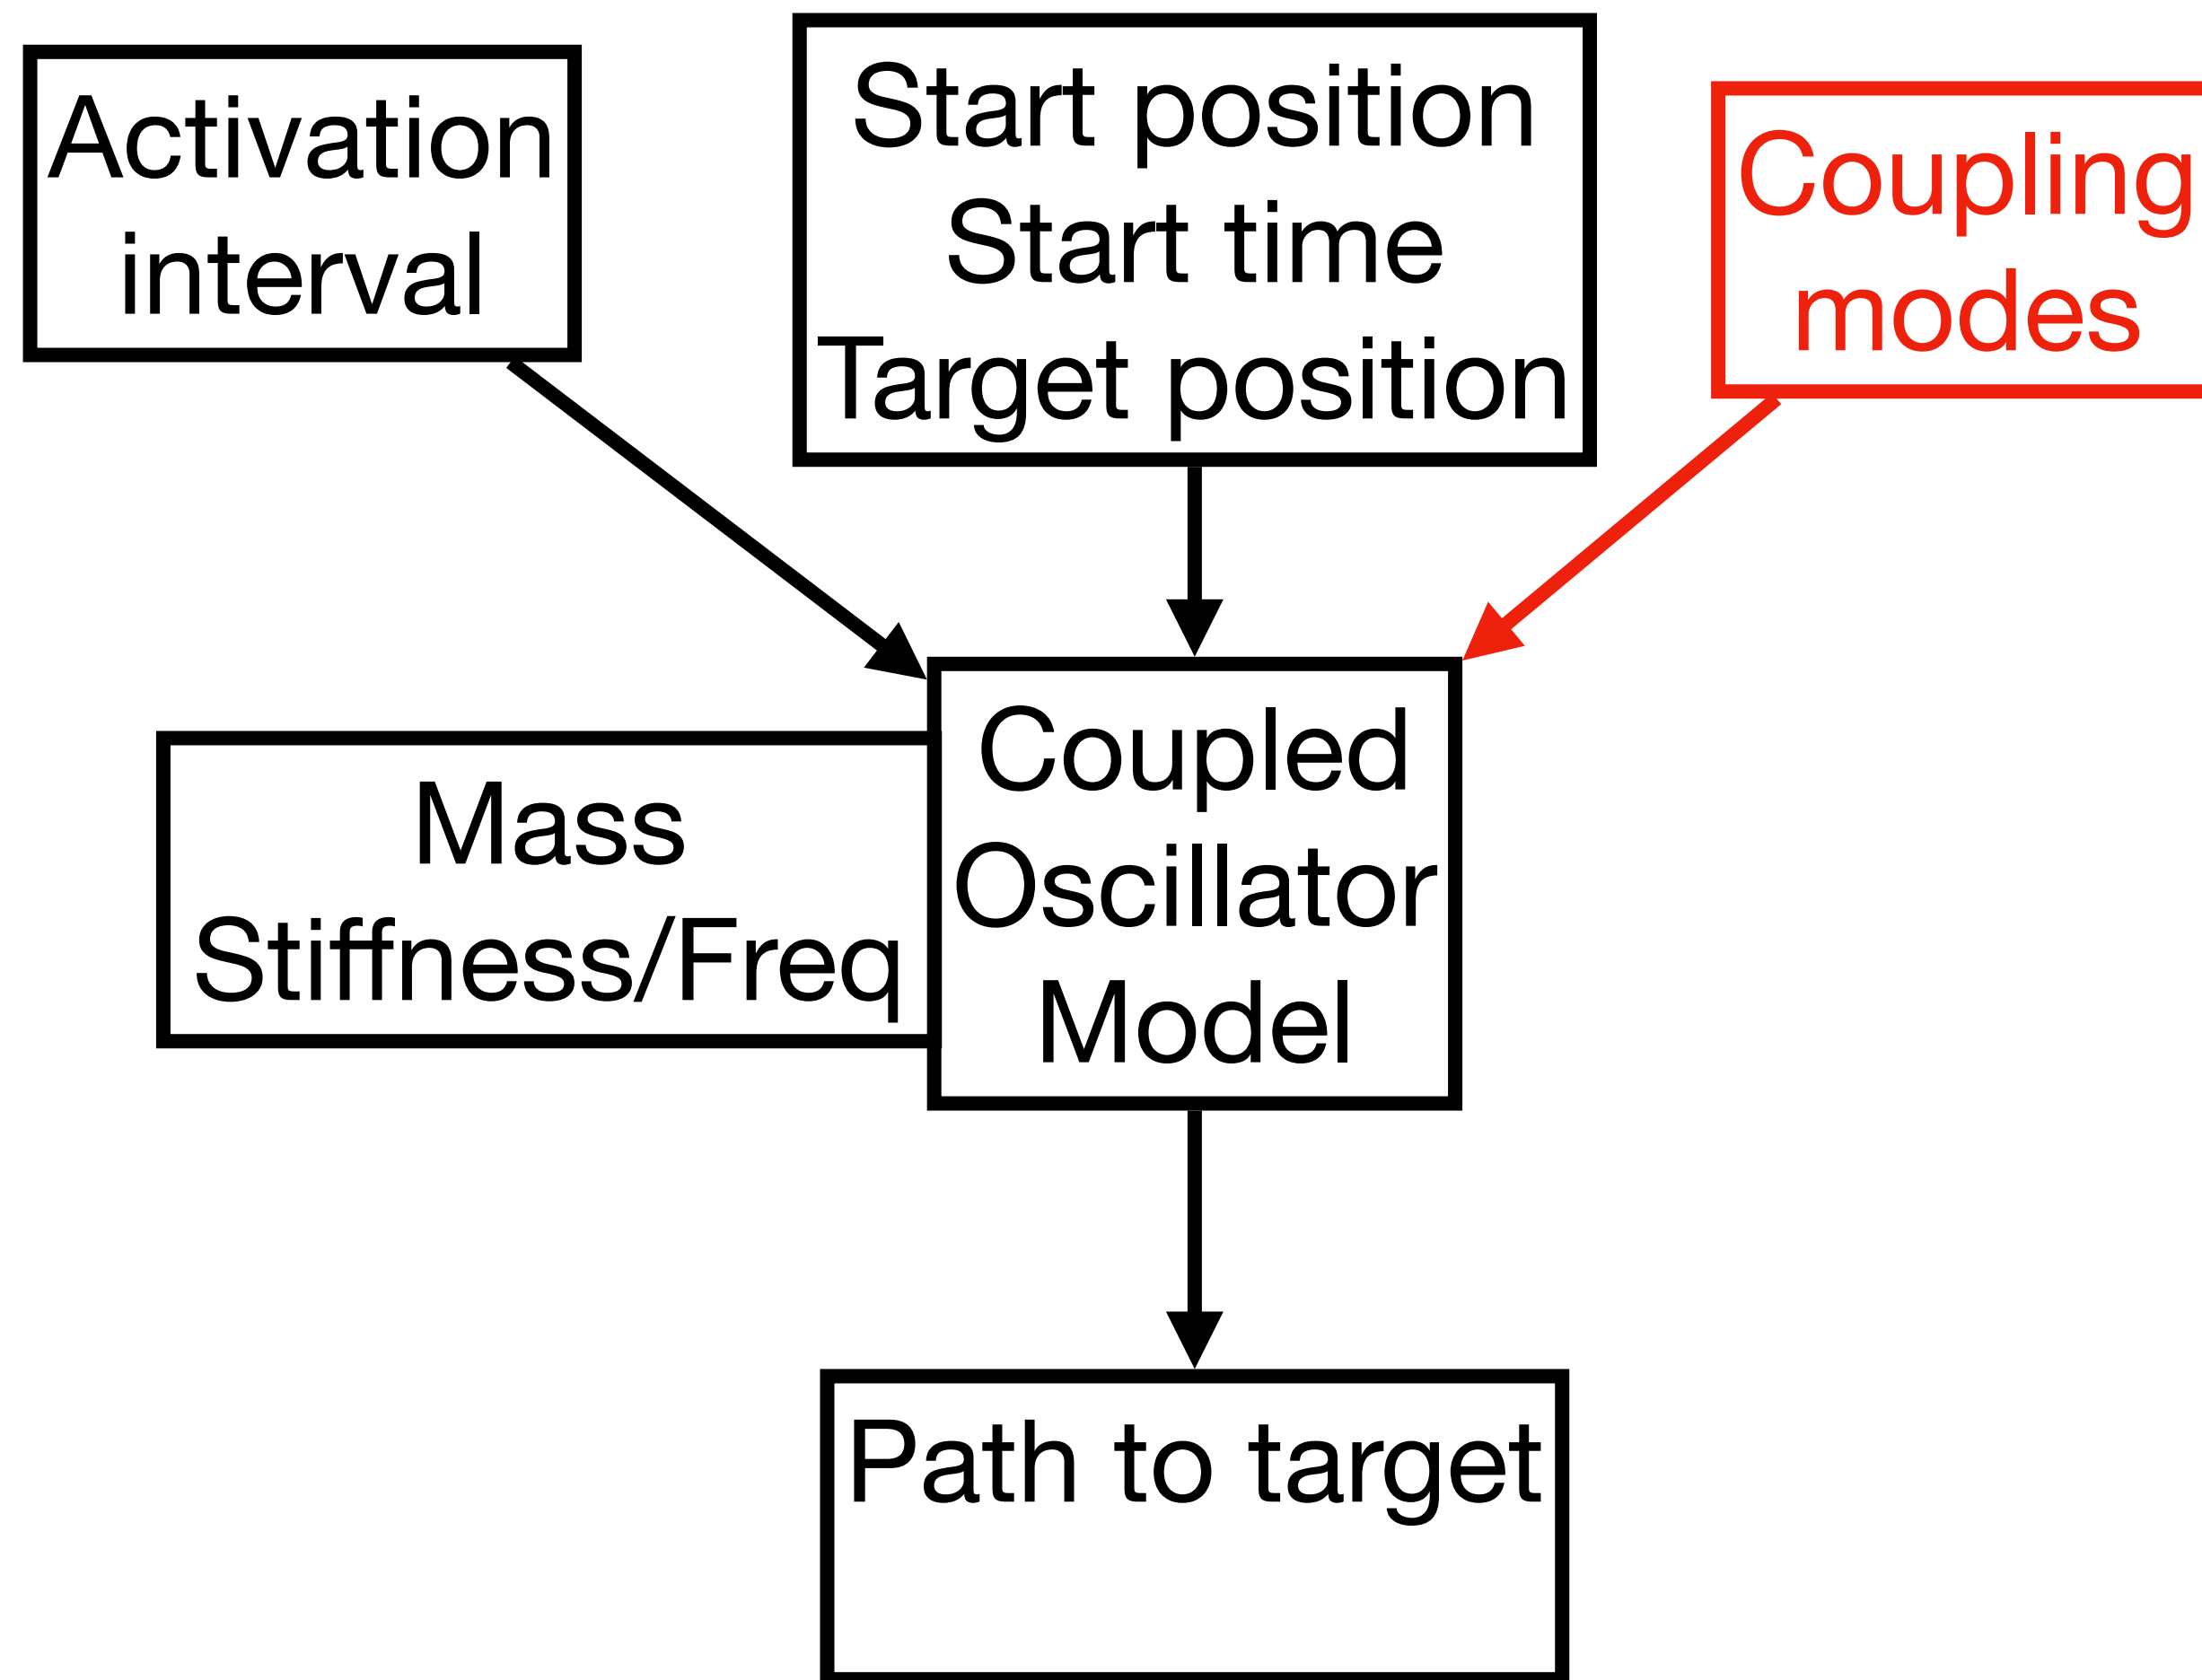 Activation
interval
Start position
Start time
Target position
Coupling
modes
Mass
Stiffness/Freq
Coupled
Oscillator
Model
Path to target